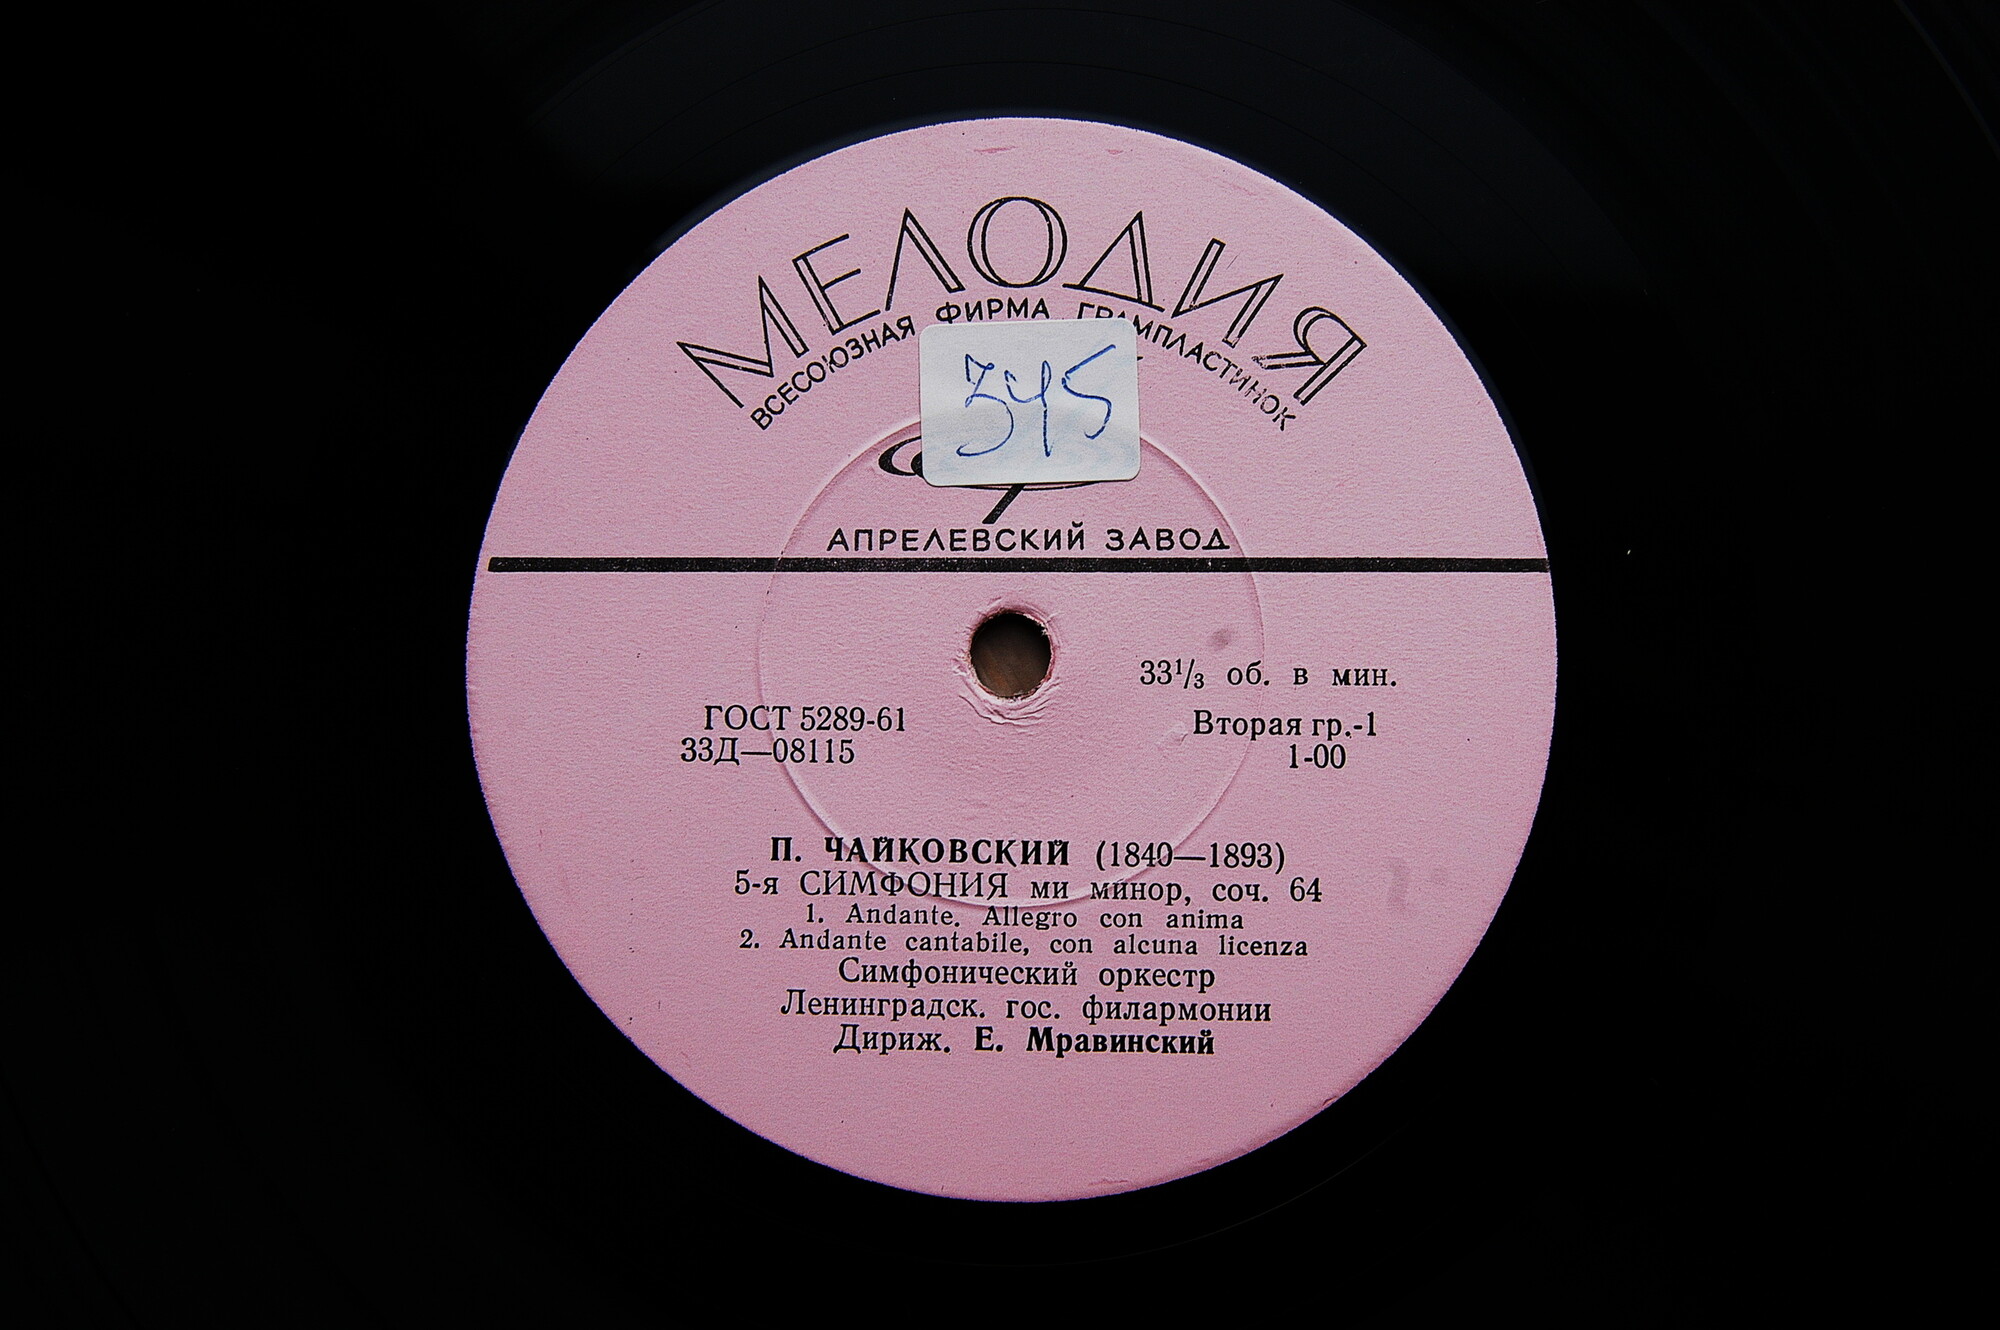 МЕЛОДИЯ
ВСЕСОЮЗНАЯ ФИРМА ГРАМПЛАСТИНОК
345
АПРЕЛЕВСКИЙ ЗАВОД
33¹/₃ об. в мин.
ГОСТ 5289-61 Вторая гр.-1
33Д—08115 1-00
П. ЧАЙКОВСКИЙ (1840—1893)
5-я СИМФОНИЯ ми минор, соч. 64
1. Andante. Allegro con anima
2. Andante cantabile, con alcuna licenza
Симфонический оркестр
Ленинградск. гос. филармонии
Дириж. Е. Мравинский